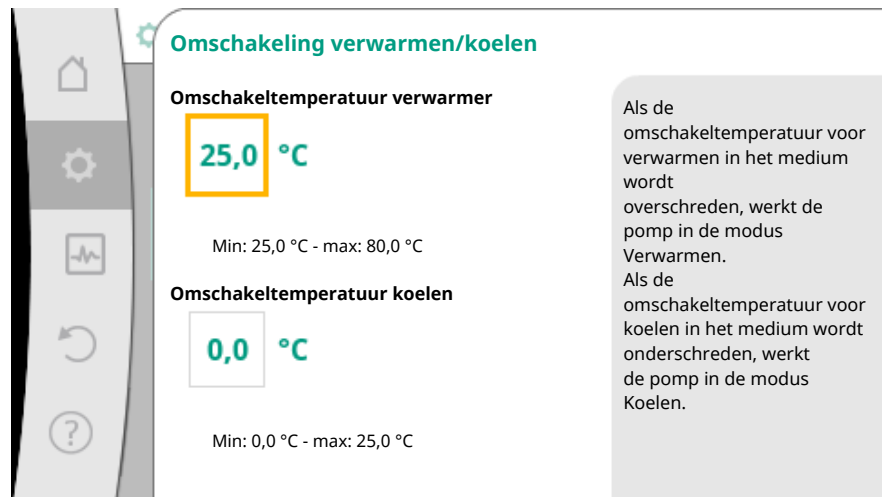 Omschakeling verwarmen/koelen
Omschakeltemperatuur verwarmer
25,0 °C
Min: 25,0 °C - max: 80,0 °C
Omschakeltemperatuur koelen
0,0 °C
Min: 0,0 °C - max: 25,0 °C
Als de
omschakeltemperatuur voor
verwarmen in het medium
wordt
overschreden, werkt de
pomp in de modus
Verwarmen.
Als de
omschakeltemperatuur voor
koelen in het medium wordt
onderschreden, werkt
de pomp in de modus
Koelen.
?